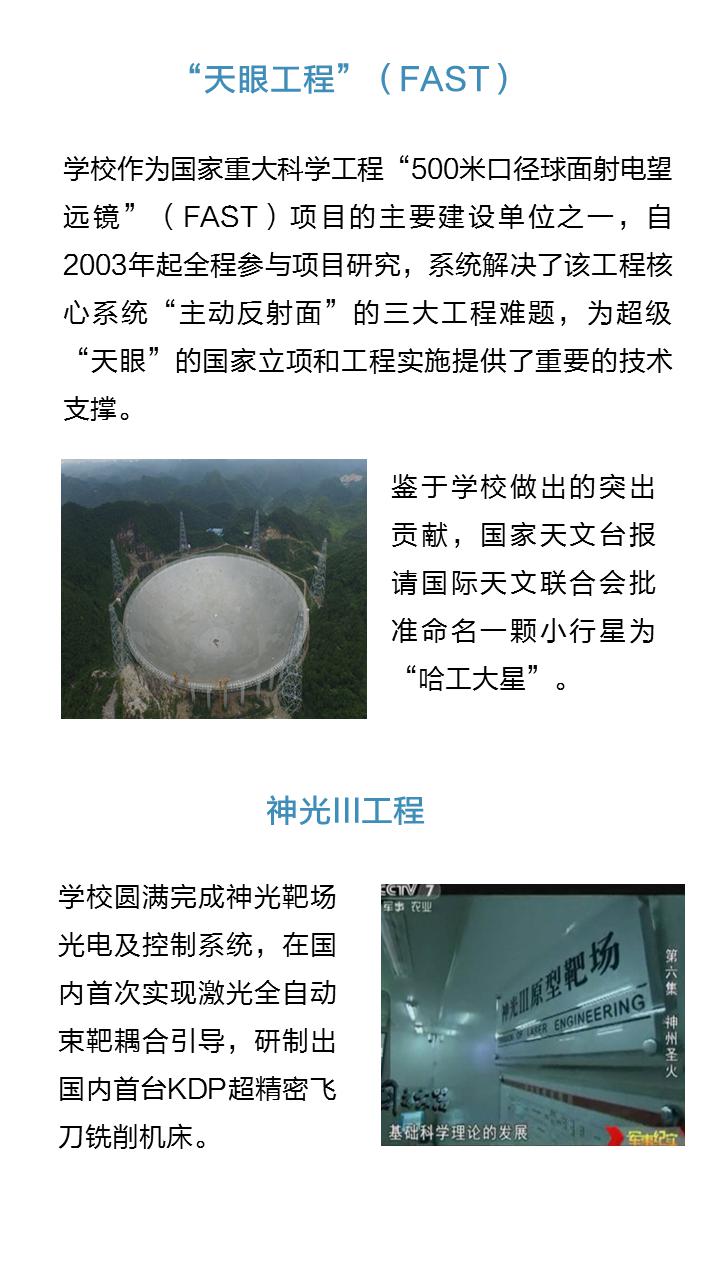 “天眼工程”（FAST）
学校作为国家重大科学工程“500米口径球面射电望
远镜”（FAST）项目的主要建设单位之一，自
2003年起全程参与项目研究，系统解决了该工程核
心系统“主动反射面”的三大工程难题，为超级
“天眼”的国家立项和工程实施提供了重要的技术
支撑。
鉴于学校做出的突出
贡献，国家天文台报
请国际天文联合会批
准命名一颗小行星为
“哈工大星”。
神光III工程
学校圆满完成神光靶场
光电及控制系统，在国
内首次实现激光全自动
束靶耦合引导，研制出
国内首台KDP超精密飞
刀铣削机床。
CCTV 7
军事 农业
神光III原型靶场
OF LASER ENGINEERING
第六集 神州圣火
基础科学理论的发展
军事纪实